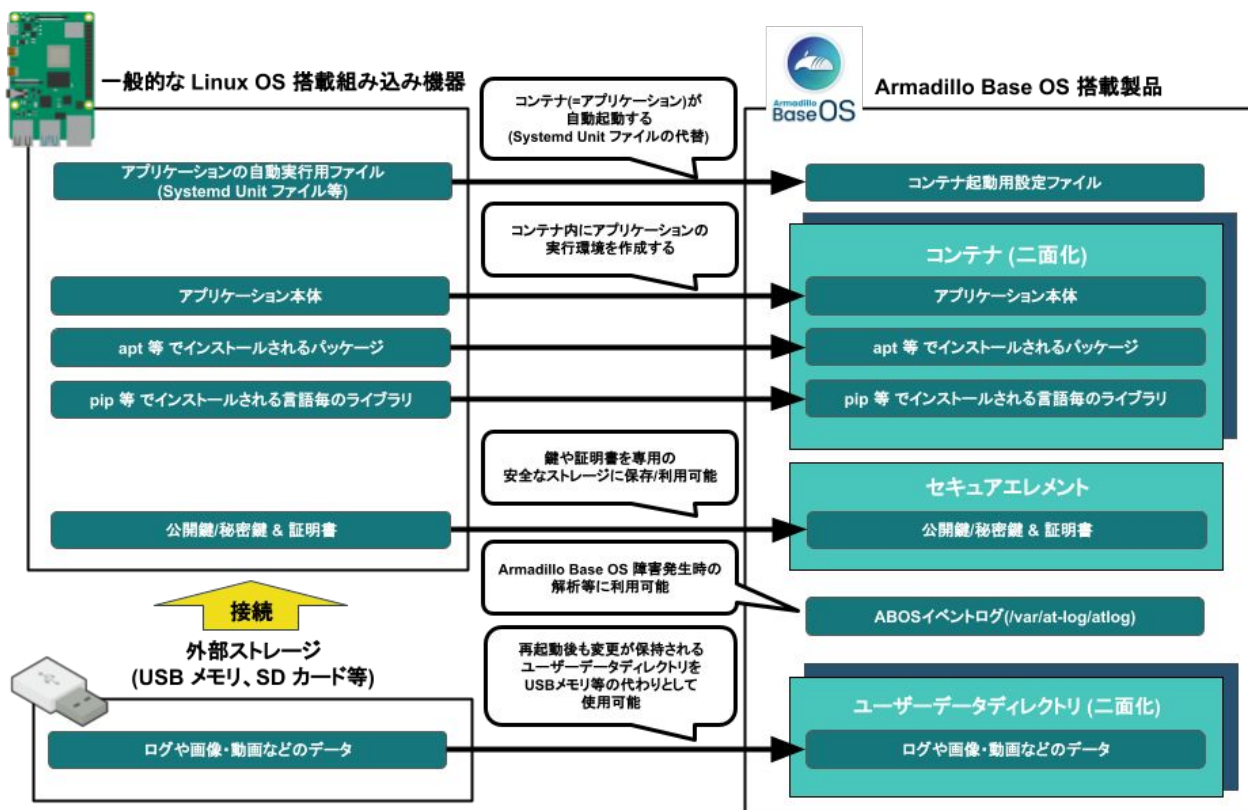 一般的な Linux OS 搭載組み込み機器
Armadillo
Base OS
Armadillo Base OS 搭載製品
コンテナ(=アプリケーション)が
自動起動する
(Systemd Unit ファイルの代替)
アプリケーションの自動実行用ファイル
(Systemd Unit ファイル等)
コンテナ起動用設定ファイル
コンテナ内にアプリケーションの
実行環境を作成する
コンテナ (二面化)
アプリケーション本体
アプリケーション本体
apt 等 でインストールされるパッケージ
apt 等 でインストールされるパッケージ
pip 等 でインストールされる言語毎のライブラリ
pip 等 でインストールされる言語毎のライブラリ
鍵や証明書を専用の
安全なストレージに保存/利用可能
セキュアエレメント
公開鍵/秘密鍵 & 証明書
公開鍵/秘密鍵 & 証明書
Armadillo Base OS 障害発生時の
解析等に利用可能
ABOSイベントログ(/var/at-log/atlog)
接続
外部ストレージ
(USB メモリ、SD カード等)
再起動後も変更が保持される
ユーザーデータディレクトリを
USBメモリ等の代わりとして
使用可能
ユーザーデータディレクトリ (二面化)
ログや画像・動画などのデータ
ログや画像・動画などのデータ